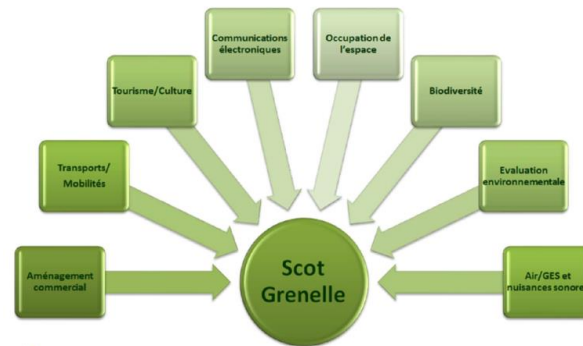 Communications
électroniques
Occupation de
l'espace
Tourisme/Culture
Biodiversité
Transports/
Mobilités
Evaluation
environnementale
Scot
Grenelle
Aménagement
commercial
Air/GES et
nuisances sonore